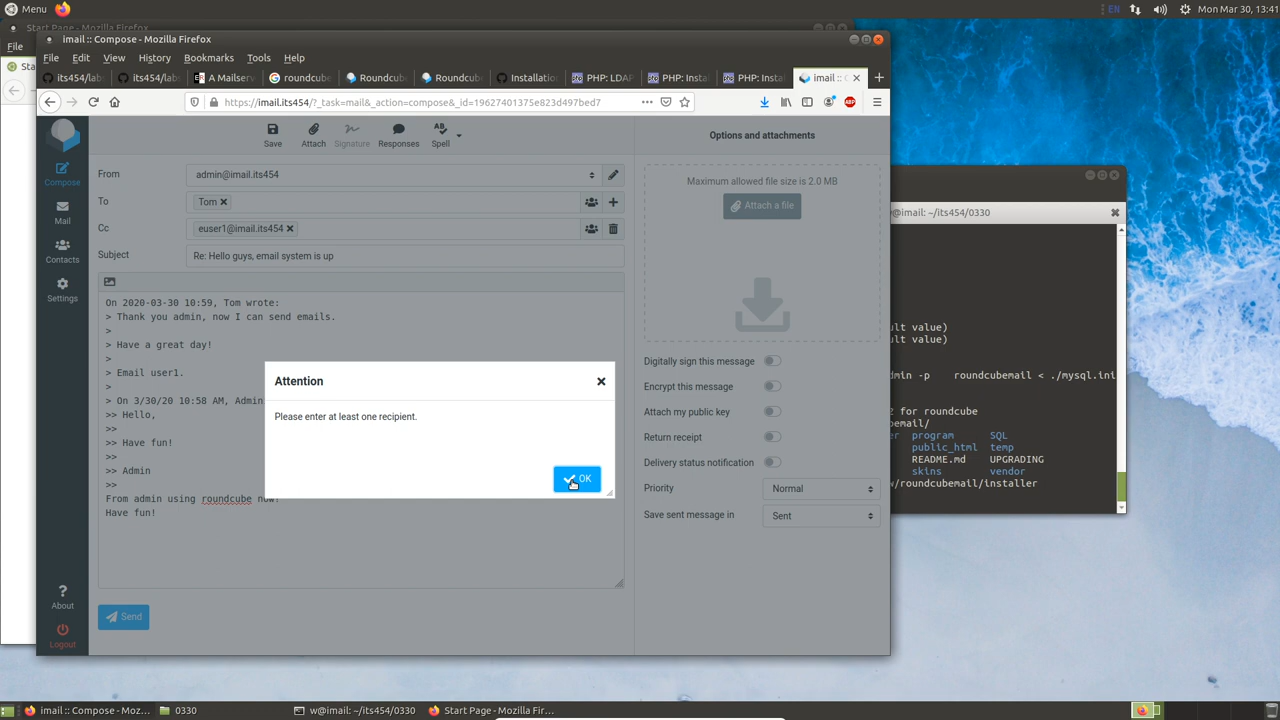 Menu
EN
Mon Mar 30, 13:41
Start Page - Mozilla Firefox
File
imail :: Compose - Mozilla Firefox
File Edit View History Bookmarks Tools Help
its454/lab
its454/lab
A Mailserv
roundcube
Roundcub
Roundcub
Installatio
PHP: LDAP
PHP: Instal
PHP: Instal
imail :: C
https://imail.its454/?_task=mail&_action=compose&_id=19627401375e823d497bed7
ABP
Save
Attach
Signature
Responses
Spell
Options and attachments
Compose
Mail
Contacts
Settings
About
Logout
From
admin@imail.its454
To
Tom
Cc
euser1@imail.its454
Subject
Re: Hello guys, email system is up
On 2020-03-30 10:59, Tom wrote:
> Thank you admin, now I can send emails.
>
> Have a great day!
>
> Email user1.
>
> On 3/30/20 10:58 AM, Admin
>> Hello,
>>
>> Have fun!
>>
>> Admin
>>
From admin using roundcube now!
Have fun!
Send
Attention
Please enter at least one recipient.
OK
Maximum allowed file size is 2.0 MB
Attach a file
Digitally sign this message
Encrypt this message
Attach my public key
Return receipt
Delivery status notification
Priority
Normal
Save sent message in
Sent
w@imail: ~/its454/0330
ult value)
ult value)
dmin -p roundcubemail < ./mysql.ini
2 for roundcube
bemail/
er program SQL
public_html temp
README.md UPGRADING
skins vendor
w/roundcubemail/installer
imail :: Compose - Mozilla Firef...
0330
w@imail: ~/its454/0330
Start Page - Mozilla Fir...